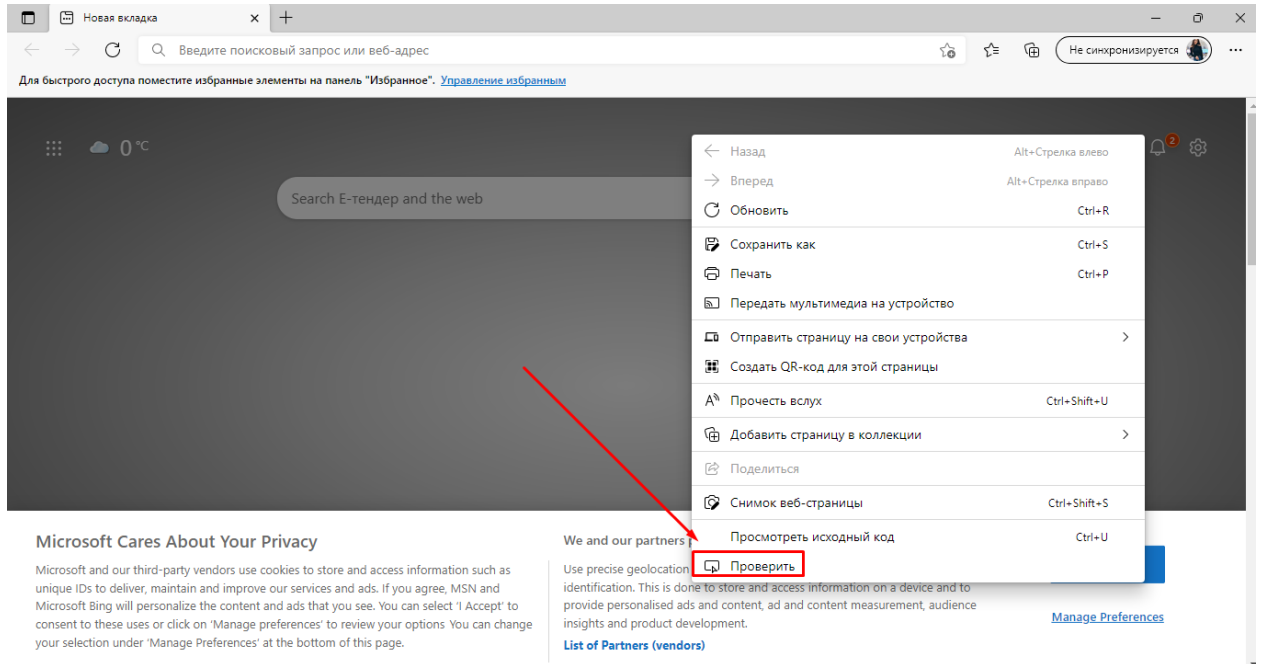 Новая вкладка
Введите поисковый запрос или веб-адрес
Не синхронизируется
Для быстрого доступа поместите избранные элементы на панель "Избранное". Управление избранным
0 °C
2
Search Е-тендер and the web
Назад Alt+Стрелка влево
Вперед Alt+Стрелка вправо
Обновить Ctrl+R
Сохранить как Ctrl+S
Печать Ctrl+P
Передать мультимедиа на устройство
Отправить страницу на свои устройства
Создать QR-код для этой страницы
Прочесть вслух Ctrl+Shift+U
Добавить страницу в коллекции
Поделиться
Снимок веб-страницы Ctrl+Shift+S
Просмотреть исходный код Ctrl+U
Проверить
Microsoft Cares About Your Privacy
Microsoft and our third-party vendors use cookies to store and access information such as
unique IDs to deliver, maintain and improve our services and ads. If you agree, MSN and
Microsoft Bing will personalize the content and ads that you see. You can select 'I Accept' to
consent to these uses or click on 'Manage preferences' to review your options You can change
your selection under 'Manage Preferences' at the bottom of this page.
We and our partners
Use precise geolocation
identification. This is done to store and access information on a device and to
provide personalised ads and content, ad and content measurement, audience
insights and product development.
List of Partners (vendors)
Manage Preferences